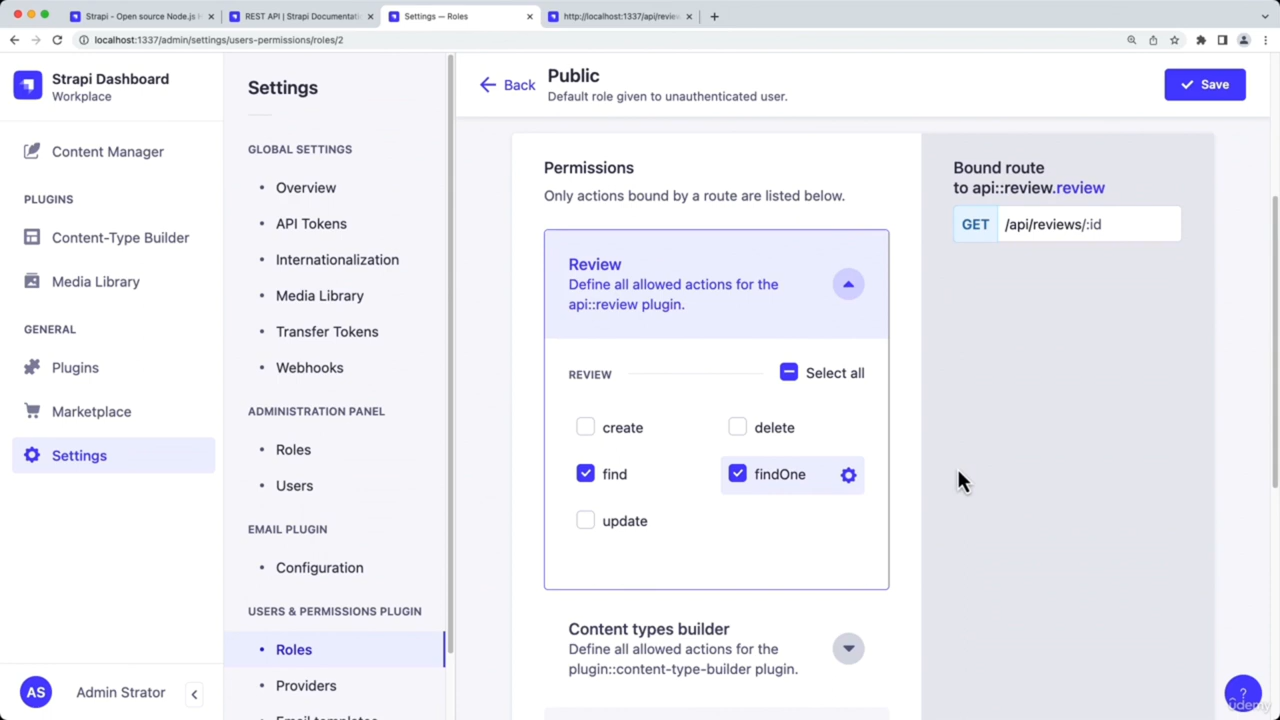 Strapi - Open source Node.js
REST API | Strapi Documentati
Settings — Roles
http://localhost:1337/api/review
localhost:1337/admin/settings/users-permissions/roles/2
Strapi Dashboard
Workplace
Content Manager
PLUGINS
Content-Type Builder
Media Library
GENERAL
Plugins
Marketplace
Settings
AS
Admin Strator
Settings
GLOBAL SETTINGS
Overview
API Tokens
Internationalization
Media Library
Transfer Tokens
Webhooks
ADMINISTRATION PANEL
Roles
Users
EMAIL PLUGIN
Configuration
USERS & PERMISSIONS PLUGIN
Roles
Providers
Email templates
Back
Public
Default role given to unauthenticated user.
Save
Permissions
Only actions bound by a route are listed below.
Review
Define all allowed actions for the
api::review plugin.
REVIEW
Select all
create
delete
find
findOne
update
Content types builder
Define all allowed actions for the
plugin::content-type-builder plugin.
Bound route
to api::review.review
GET /api/reviews/:id
?
Udemy